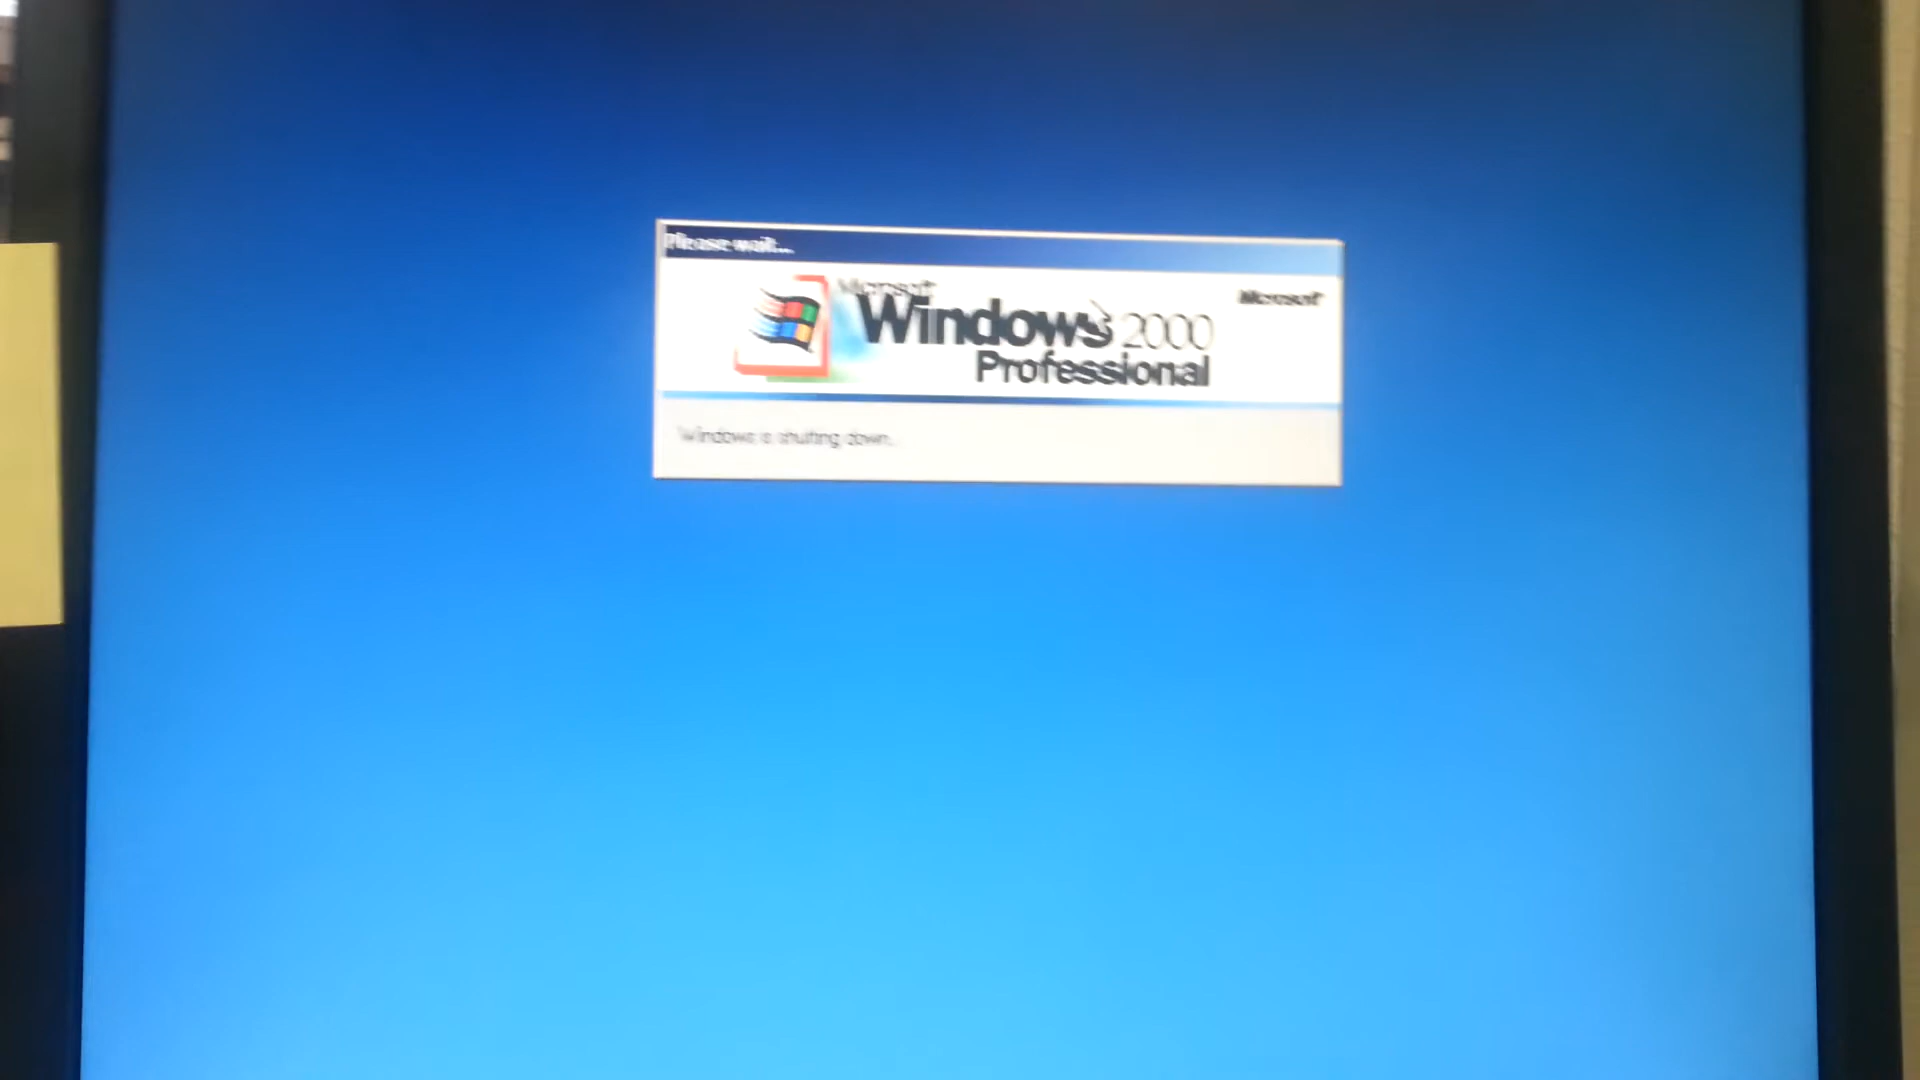 Please wait...
Microsoft
Microsoft
Windows 2000
Professional
Windows is shutting down...